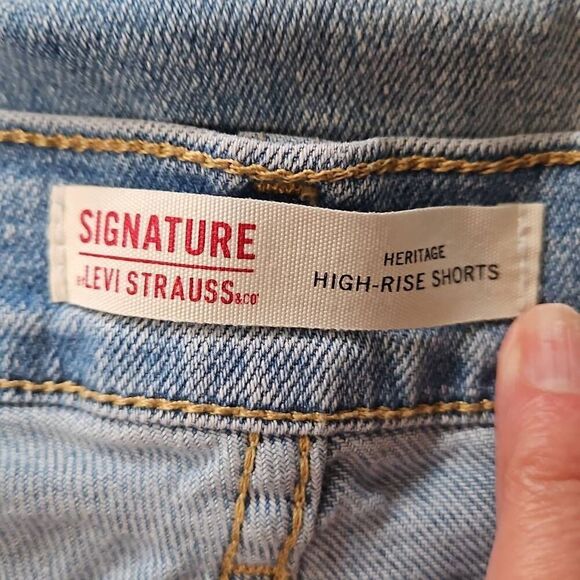 SIGNATURE
BY LEVI STRAUSS &CO
HERITAGE
HIGH-RISE SHORTS